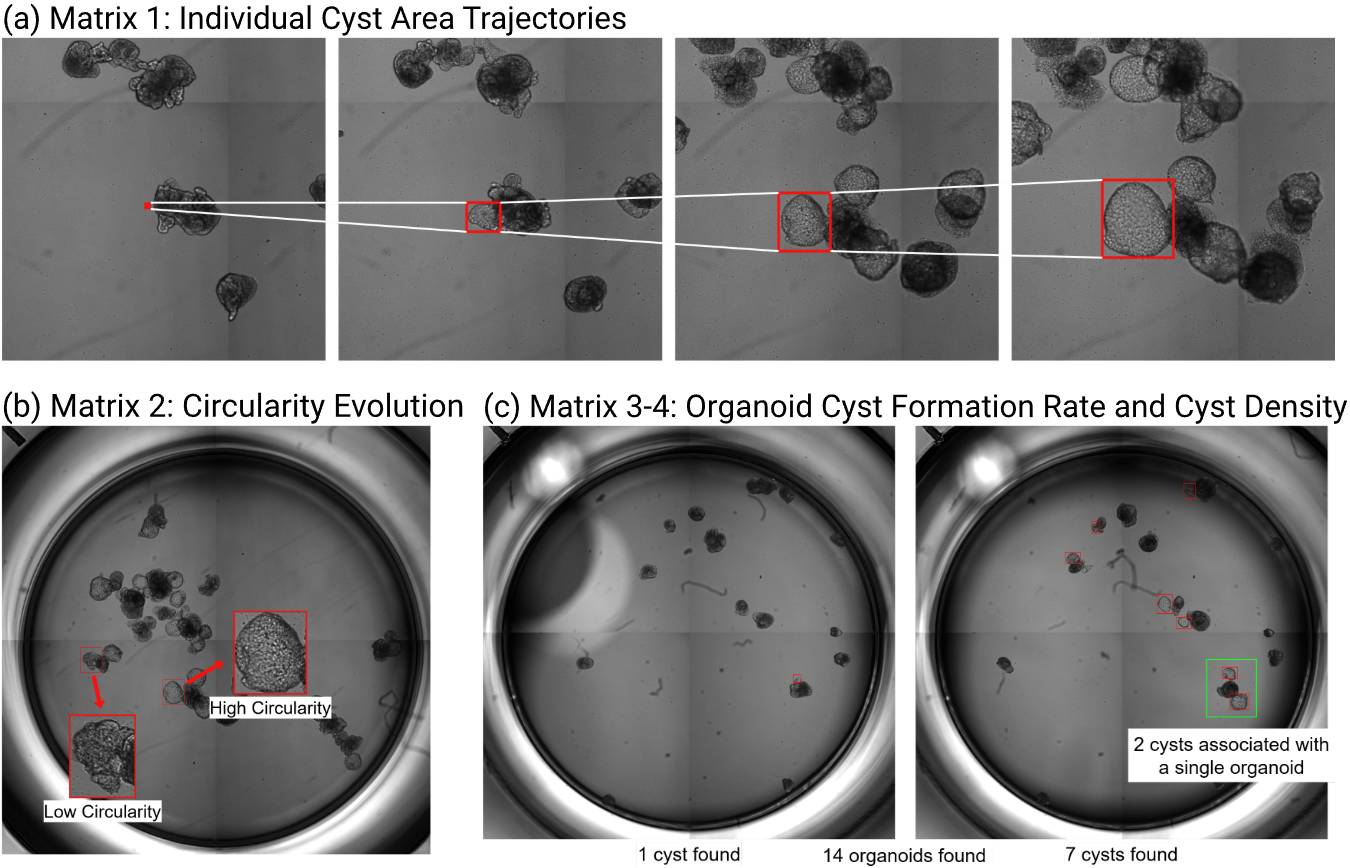 (a) Matrix 1: Individual Cyst Area Trajectories
(b) Matrix 2: Circularity Evolution
(c) Matrix 3-4: Organoid Cyst Formation Rate and Cyst Density
High Circularity
Low Circularity
2 cysts associated with
a single organoid
1 cyst found
14 organoids found
7 cysts found